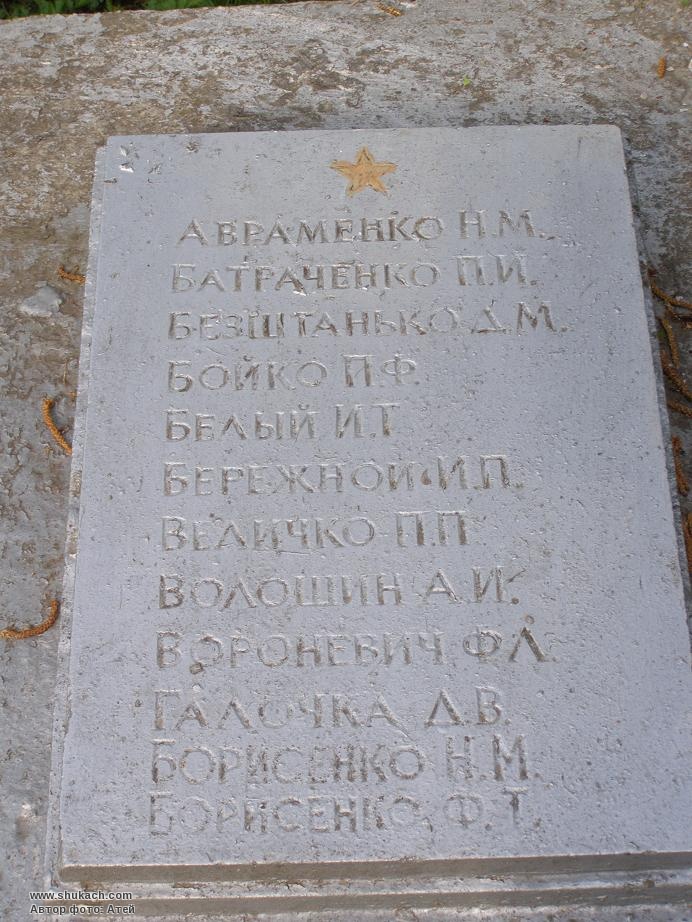 АВРАМЕНКО Н.М.
БАТРАЧЕНКО П.И.
БЕЗШТАНЬКО Д.М.
БОЙКО П.Ф.
БЕЛЫЙ И.Т
БЕРЕЖНОЙ И.П.
ВЕЛИЧКО П.П
ВОЛОШИН А.И.
ВОРОНЕВИЧ Ф.Л.
ГАЛОЧКА Д.В.
БОРИСЕНКО Н.М.
БОРИСЕНКО Ф.Т.
www.shukach.com
Автор фото: Атей